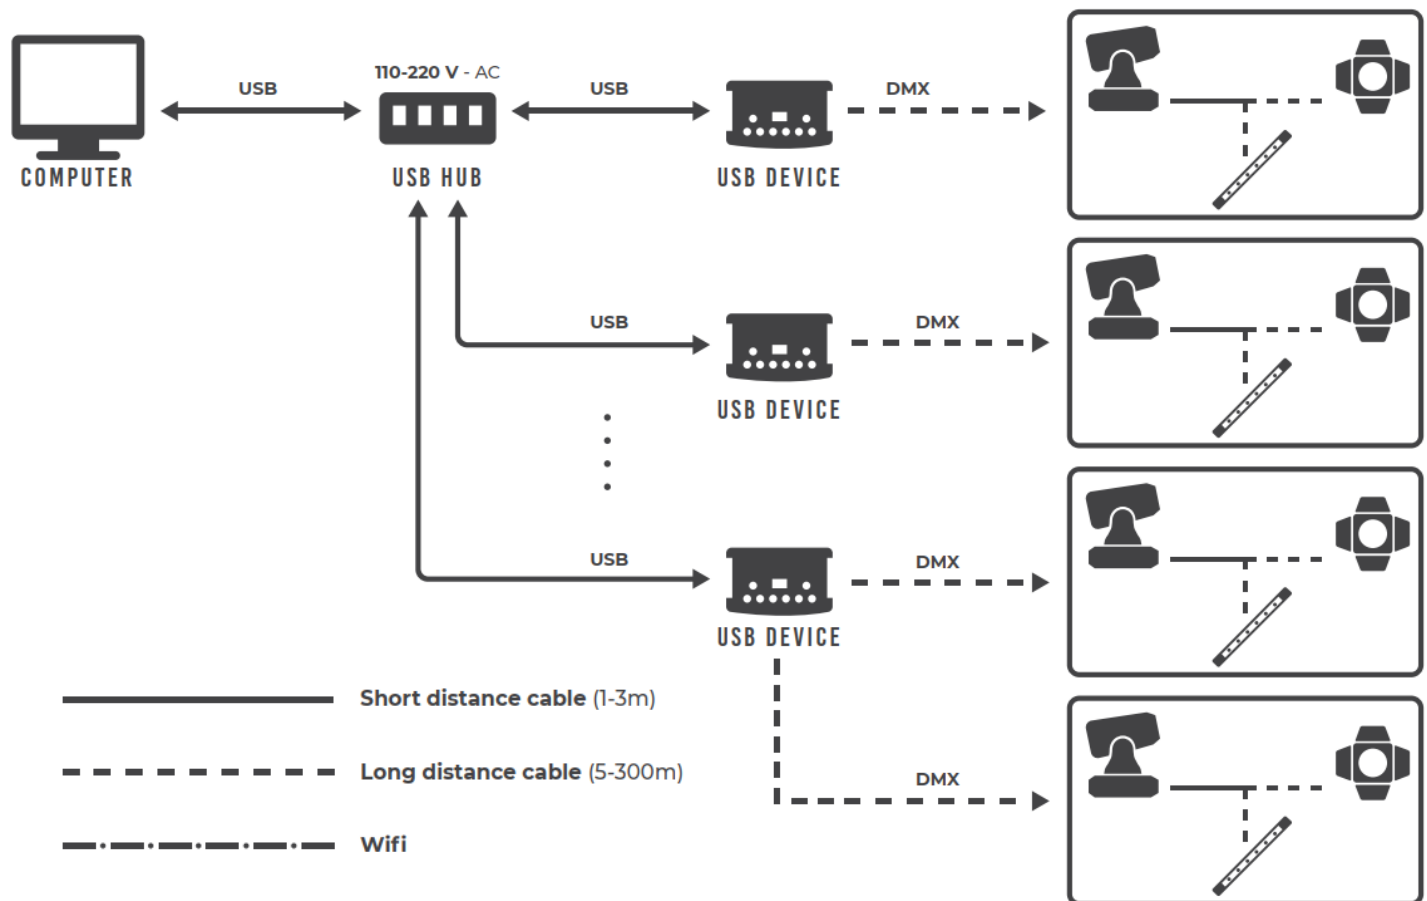 110-220 V - AC
USB
USB
DMX
COMPUTER
USB HUB
USB DEVICE
USB
DMX
USB DEVICE
USB
DMX
USB DEVICE
Short distance cable (1-3m)
Long distance cable (5-300m)
DMX
Wifi